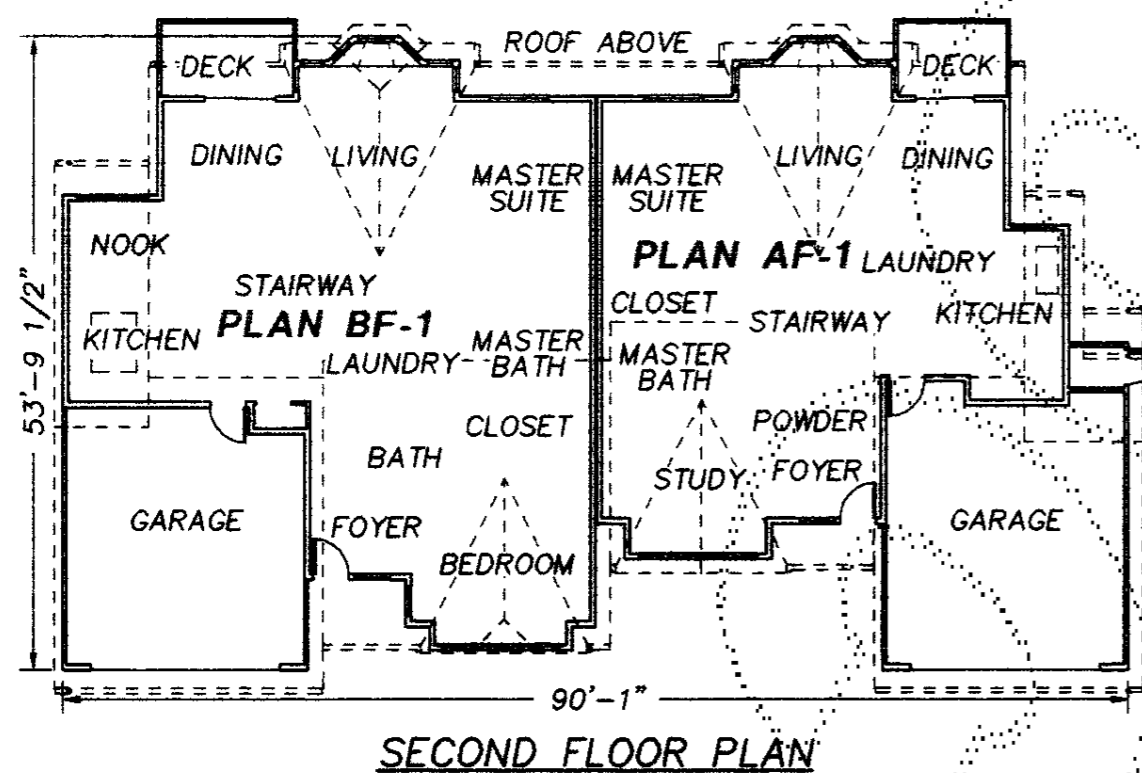 ROOF ABOVE
DECK
DECK
DINING
LIVING
LIVING
DINING
MASTER
SUITE
MASTER
SUITE
NOOK
PLAN AF-1
LAUNDRY
STAIRWAY
CLOSET
PLAN BF-1
STAIRWAY
KITCHEN
KITCHEN
LAUNDRY
MASTER
BATH
MASTER
BATH
53'-9 1/2"
CLOSET
POWDER
BATH
STUDY
FOYER
GARAGE
FOYER
GARAGE
BEDROOM
90'-1"
SECOND FLOOR PLAN